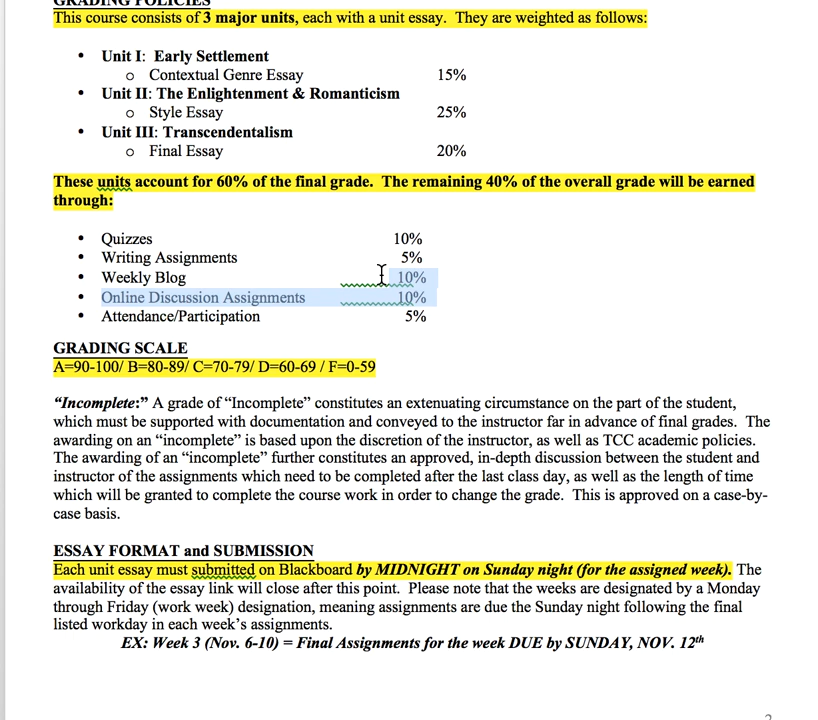 GRADING POLICIES
This course consists of 3 major units, each with a unit essay.  They are weighted as follows:
• Unit I:  Early Settlement
o Contextual Genre Essay 15%
• Unit II: The Enlightenment & Romanticism
o Style Essay 25%
• Unit III: Transcendentalism
o Final Essay 20%
These units account for 60% of the final grade.  The remaining 40% of the overall grade will be earned
through:
• Quizzes 10%
• Writing Assignments 5%
• Weekly Blog 10%
• Online Discussion Assignments 10%
• Attendance/Participation 5%
GRADING SCALE
A=90-100/ B=80-89/ C=70-79/ D=60-69 / F=0-59
“Incomplete:” A grade of “Incomplete” constitutes an extenuating circumstance on the part of the student,
which must be supported with documentation and conveyed to the instructor far in advance of final grades.  The
awarding on an “incomplete” is based upon the discretion of the instructor, as well as TCC academic policies.
The awarding of an “incomplete” further constitutes an approved, in-depth discussion between the student and
instructor of the assignments which need to be completed after the last class day, as well as the length of time
which will be granted to complete the course work in order to change the grade.  This is approved on a case-by-
case basis.
ESSAY FORMAT and SUBMISSION
Each unit essay must submitted on Blackboard by MIDNIGHT on Sunday night (for the assigned week). The
availability of the essay link will close after this point.  Please note that the weeks are designated by a Monday
through Friday (work week) designation, meaning assignments are due the Sunday night following the final
listed workday in each week’s assignments.
EX: Week 3 (Nov. 6-10) = Final Assignments for the week DUE by SUNDAY, NOV. 12th